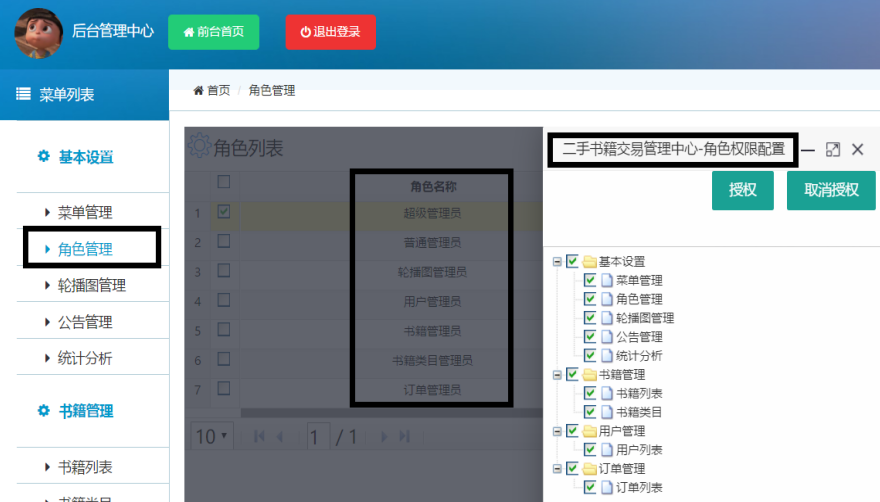 后台管理中心
前台首页
退出登录
菜单列表
首页 / 角色管理
基本设置
菜单管理
角色管理
轮播图管理
公告管理
统计分析
书籍管理
书籍列表
书籍类目
角色列表
角色名称
1 超级管理员
2 普通管理员
3 轮播图管理员
4 用户管理员
5 书籍管理员
6 书籍类目管理员
7 订单管理员
10 1 / 1
二手书籍交易管理中心-角色权限配置
授权
取消授权
基本设置
菜单管理
角色管理
轮播图管理
公告管理
统计分析
书籍管理
书籍列表
书籍类目
用户管理
用户列表
订单管理
订单列表